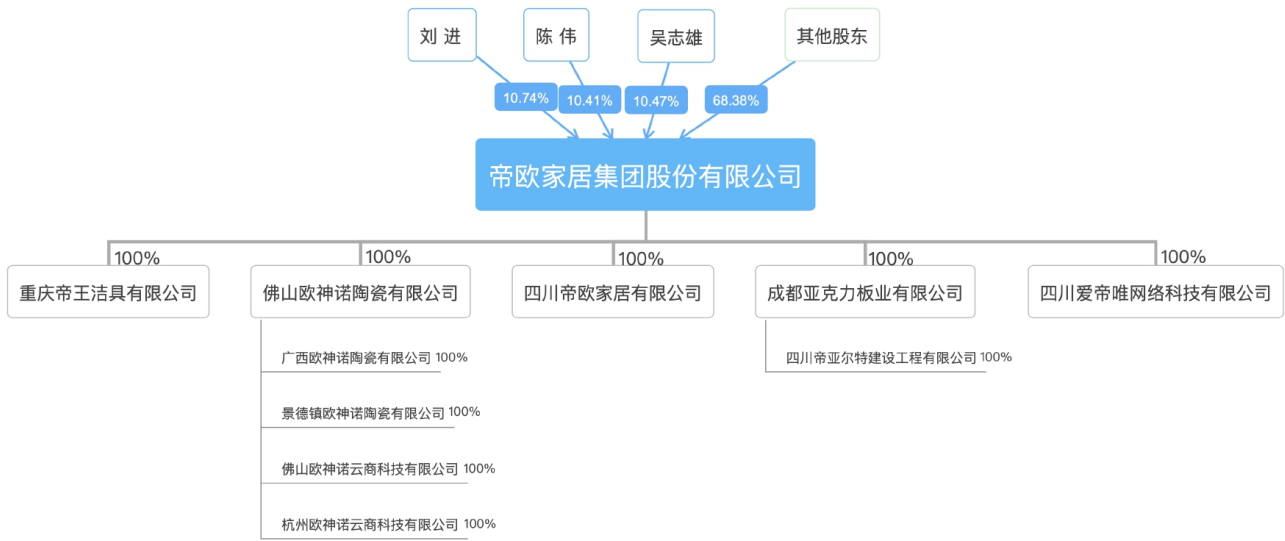 刘 进
陈 伟
吴志雄
其他股东
10.74%
10.41%
10.47%
68.38%
帝欧家居集团股份有限公司
100%
100%
100%
100%
100%
重庆帝王洁具有限公司
佛山欧神诺陶瓷有限公司
四川帝欧家居有限公司
成都亚克力板业有限公司
四川爱帝唯网络科技有限公司
广西欧神诺陶瓷有限公司 100%
四川帝亚尔特建设工程有限公司 100%
景德镇欧神诺陶瓷有限公司 100%
佛山欧神诺云商科技有限公司 100%
杭州欧神诺云商科技有限公司 100%